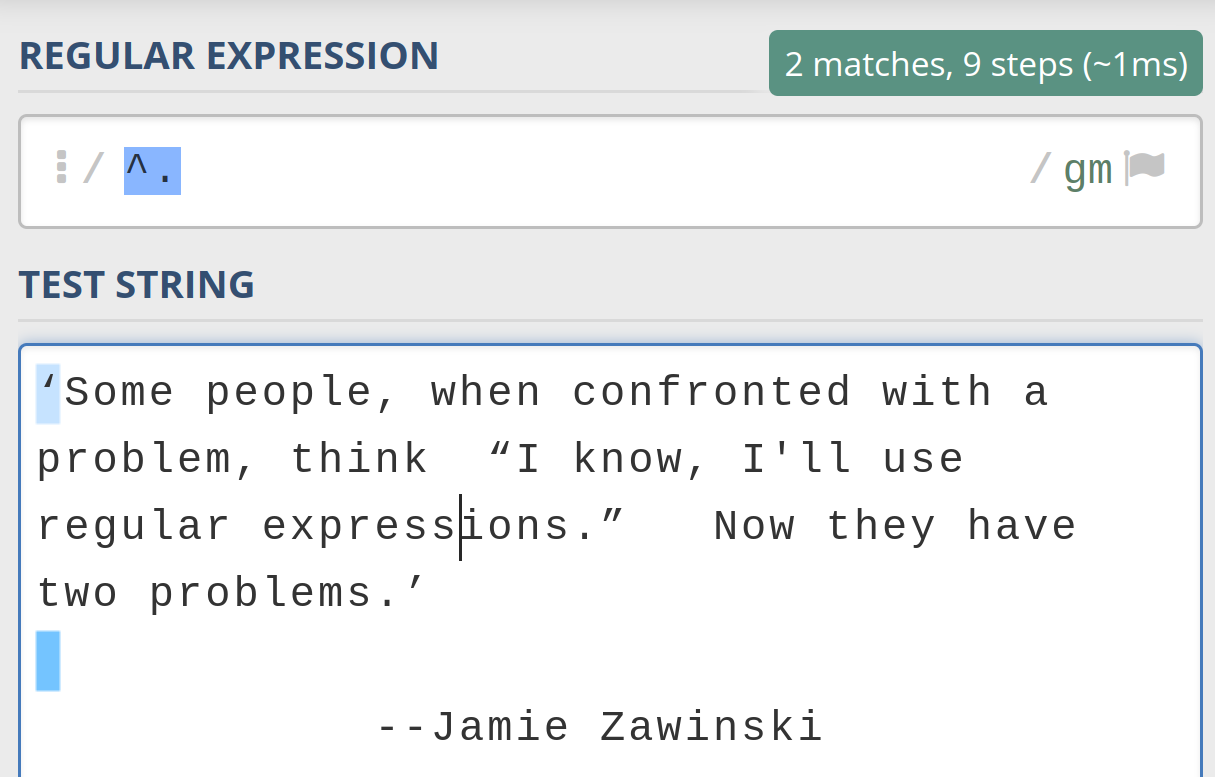 REGULAR EXPRESSION
2 matches, 9 steps (~1ms)
/ ^.
/ gm
TEST STRING
‘Some people, when confronted with a
problem, think  “I know, I'll use
regular expressions.”   Now they have
two problems.’
--Jamie Zawinski